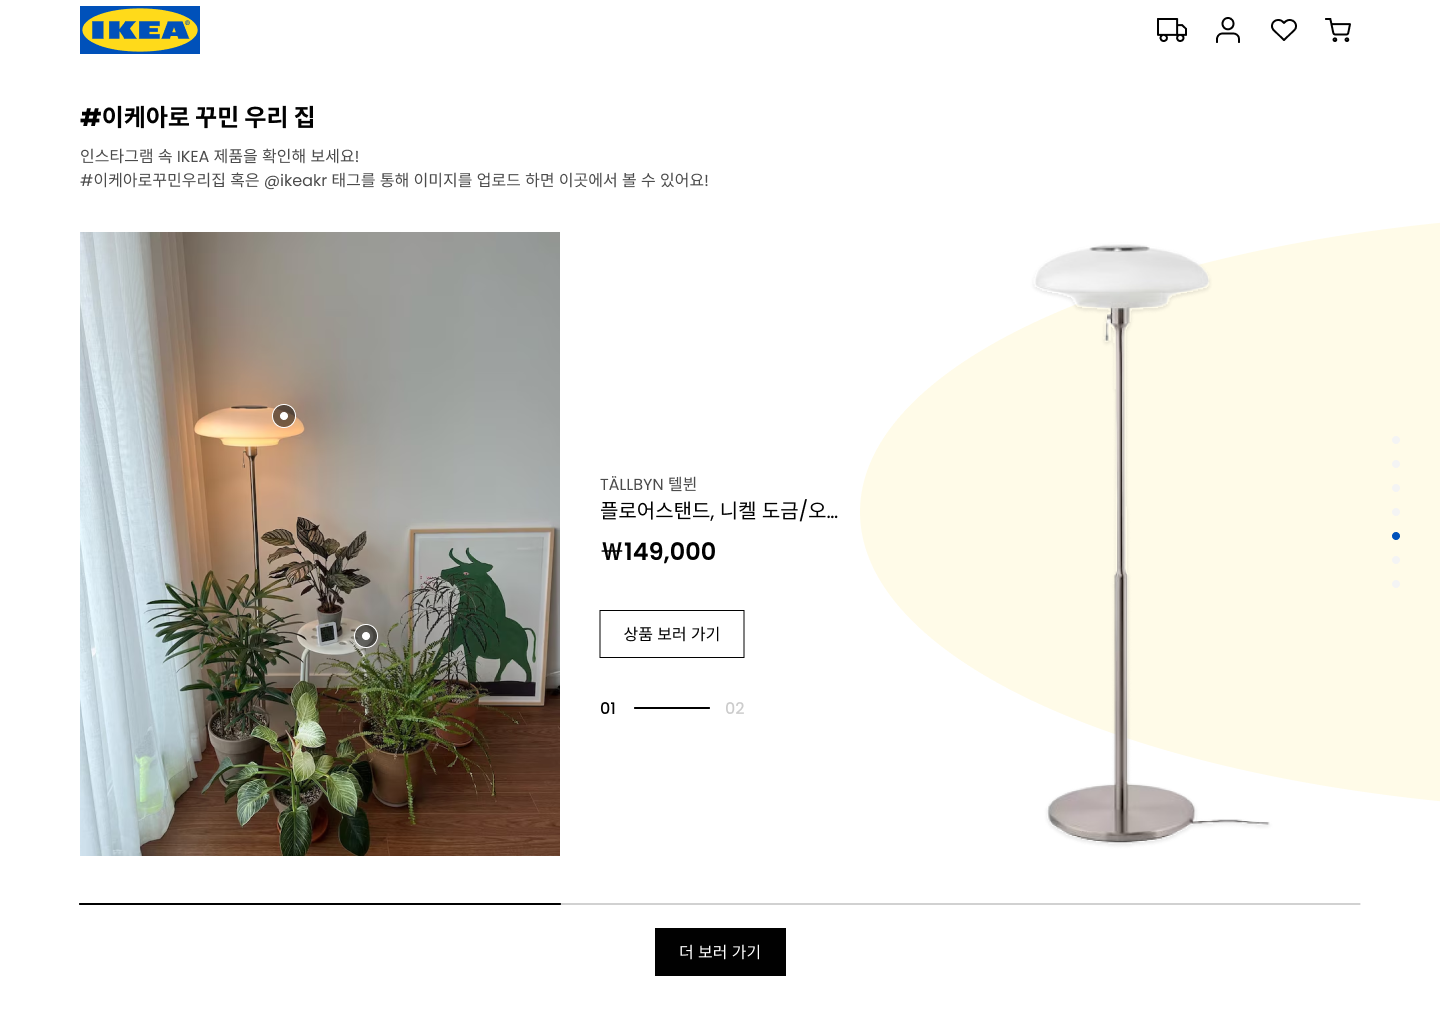 IKEA
#이케아로 꾸민 우리 집
인스타그램 속 IKEA 제품을 확인해 보세요!
#이케아로꾸민우리집 혹은 @ikeakr 태그를 통해 이미지를 업로드 하면 이곳에서 볼 수 있어요!
TÄLLBYN 텔뷘
플로어스탠드, 니켈 도금/오...
₩149,000
상품 보러 가기
01 02
더 보러 가기